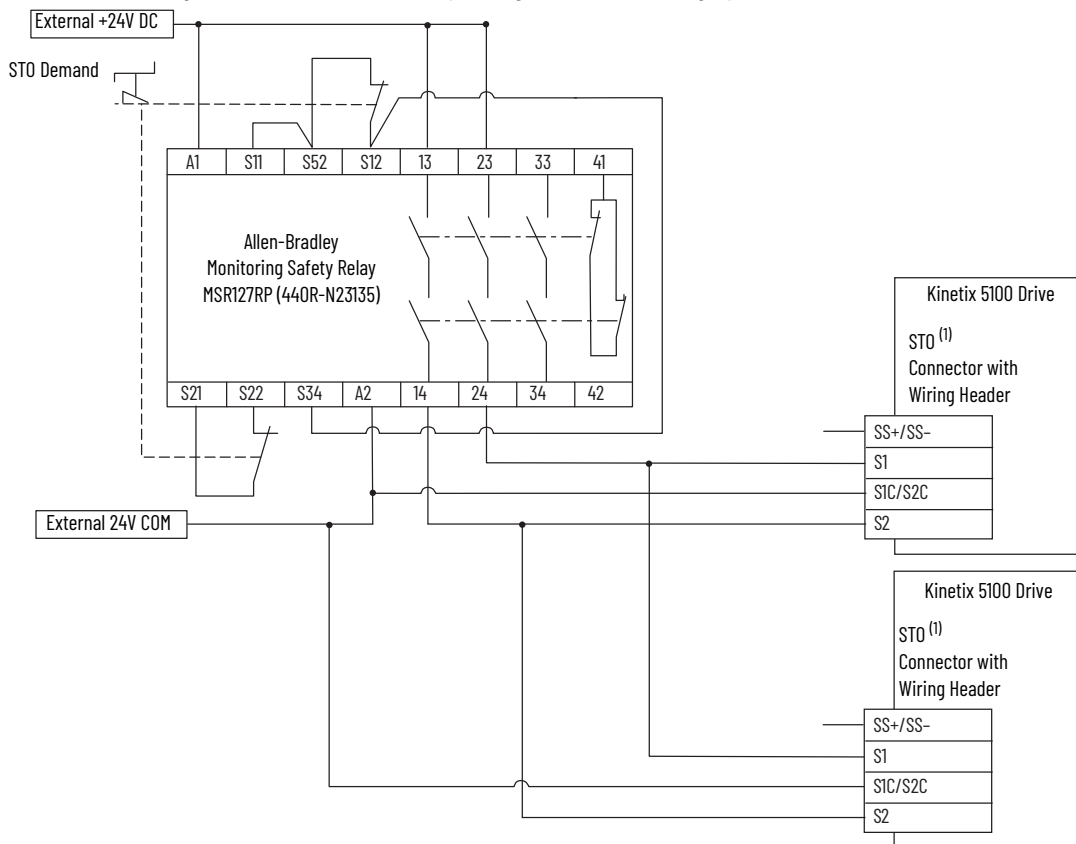 External +24V DC
STO Demand
A1 S11 S52 S12 13 23 33 41
Allen-Bradley
Monitoring Safety Relay
MSR127RP (440R-N23135)
S21 S22 S34 A2 14 24 34 42
External 24V COM
Kinetix 5100 Drive
STO (1)
Connector with
Wiring Header
SS+/SS–
S1
S1C/S2C
S2
Kinetix 5100 Drive
STO (1)
Connector with
Wiring Header
SS+/SS–
S1
S1C/S2C
S2